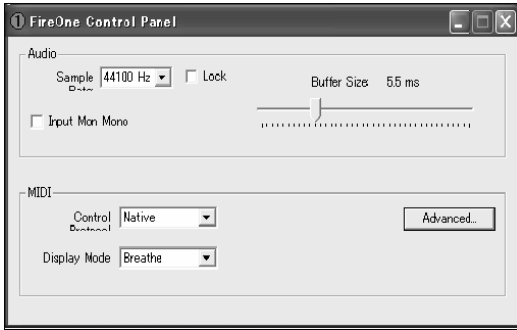 FireOne Control Panel
Audio
Sample Rate: 44100 Hz Lock
Buffer Size: 5.5 ms
Input Mon Mono
MIDI
Control Protocol Native
Advanced...
Display Mode Breathe